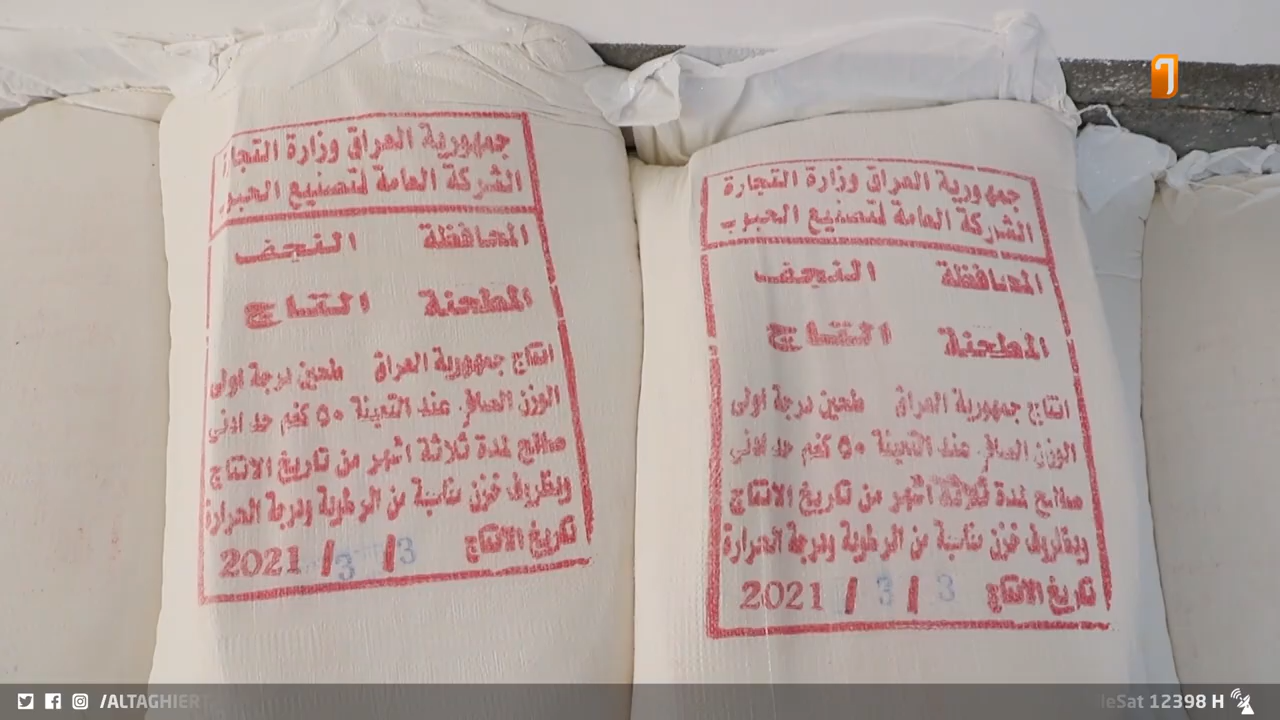 جمهورية العراق وزارة التجار
الشركة العامة لتصنيع الحبو
المحافظة النجف
المطحنة التاج
انتاج جمهورية العراق طحين درجة اولى
الوزن الصافي عند التعبئة ٥٠ كغم حد ادنى
صالح لمدة ثلاثة اشهر من تاريخ الانتاج
وبظروف خزن مناسبة من الرطوبة ودرجة الحرارة
تاريخ الانتاج 3 / 3 / 2021
جمهورية العراق وزارة التجارة
الشركة العامة لتصنيع الحبوب
المحافظة النجف
المطحنة التاج
انتاج جمهورية العراق طحين درجة اولى
الوزن الصافي عند التعبئة ٥٠ كغم حد ادنى
صالح لمدة ثلاثة اشهر من تاريخ الانتاج
وبظروف خزن مناسبة من الرطوبة ودرجة الحرارة
تاريخ الانتاج 3 / 3 / 2021
/ALTAGHIER
leSat 12398 H